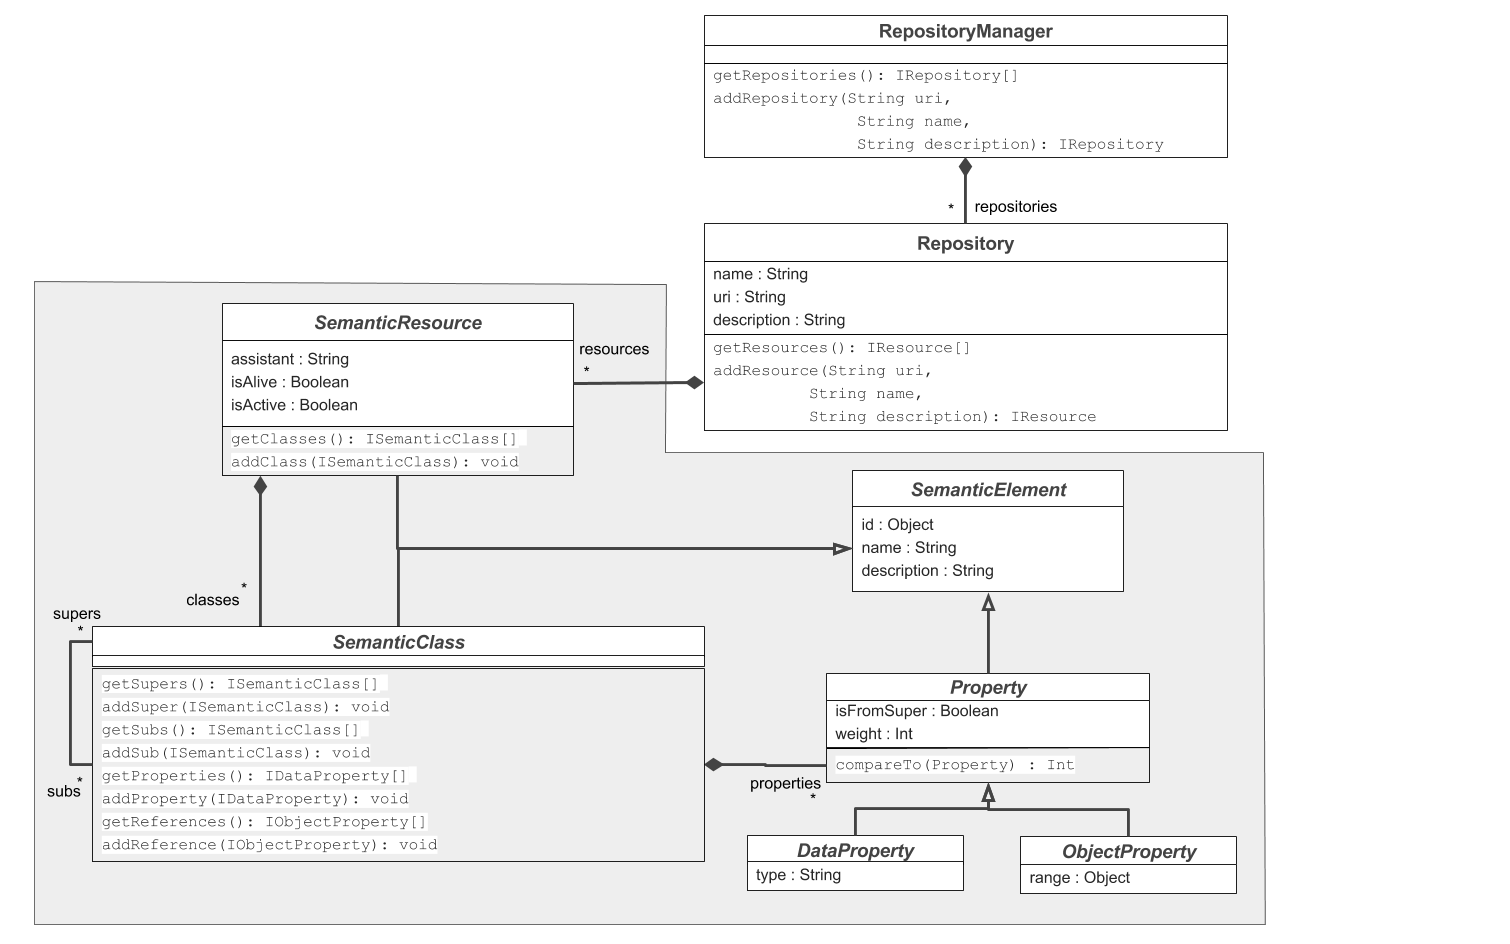 RepositoryManager
getRepositories(): IRepository[]
addRepository(String uri,
String name,
String description): IRepository
* repositories
Repository
name : String
uri : String
description : String
getResources(): IResource[]
addResource(String uri,
String name,
String description): IResource
SemanticResource
assistant : String
isAlive : Boolean
isActive : Boolean
getClasses(): ISemanticClass[]
addClass(ISemanticClass): void
resources
*
SemanticElement
id : Object
name : String
description : String
*
classes
supers
*
SemanticClass
getSupers(): ISemanticClass[]
addSuper(ISemanticClass): void
getSubs(): ISemanticClass[]
addSub(ISemanticClass): void
getProperties(): IDataProperty[]
addProperty(IDataProperty): void
getReferences(): IObjectProperty[]
addReference(IObjectProperty): void
*
subs
Property
isFromSuper : Boolean
weight : Int
compareTo(Property) : Int
properties
*
DataProperty
type : String
ObjectProperty
range : Object